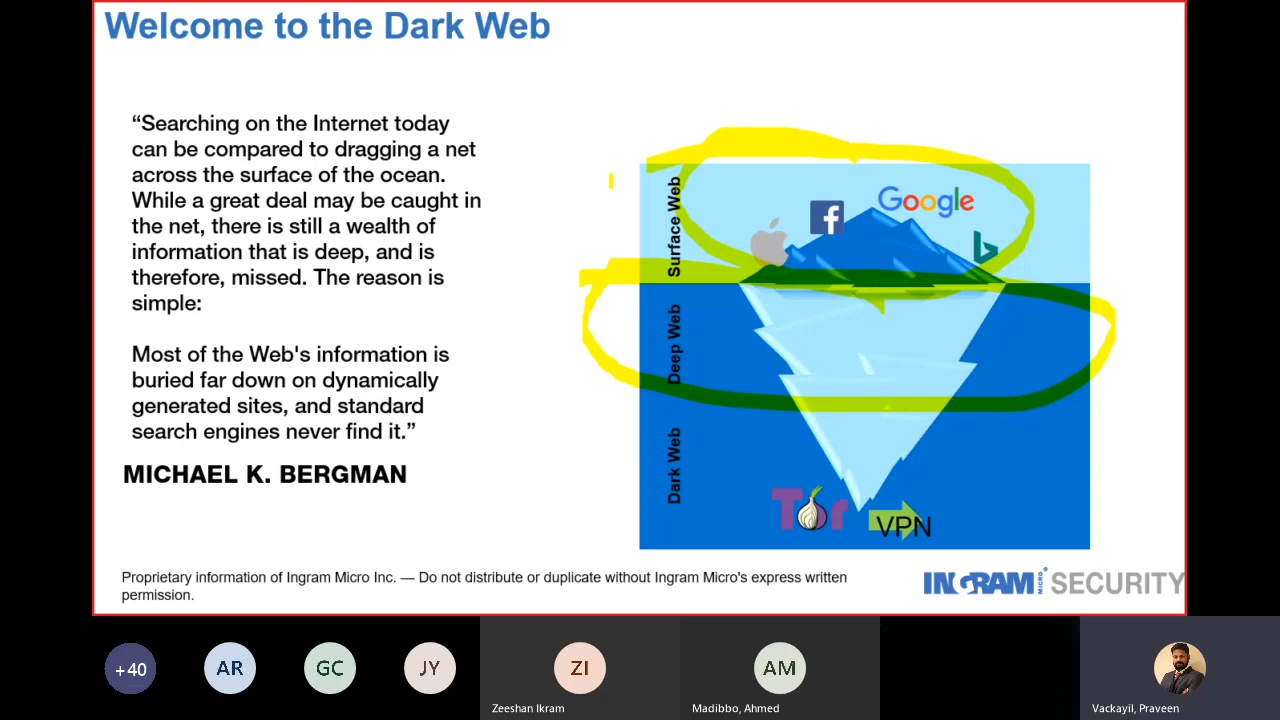 Welcome to the Dark Web
“Searching on the Internet today
can be compared to dragging a net
across the surface of the ocean.
While a great deal may be caught in
the net, there is still a wealth of
information that is deep, and is
therefore, missed. The reason is
simple:
Most of the Web's information is
buried far down on dynamically
generated sites, and standard
search engines never find it.”
MICHAEL K. BERGMAN
Surface Web
Google
Deep Web
Dark Web
Tor
VPN
Proprietary information of Ingram Micro Inc. — Do not distribute or duplicate without Ingram Micro's express written
permission.
INGRAM MICRO SECURITY
+40
AR
GC
JY
ZI
AM
Zeeshan Ikram
Madibbo, Ahmed
Vackayil, Praveen